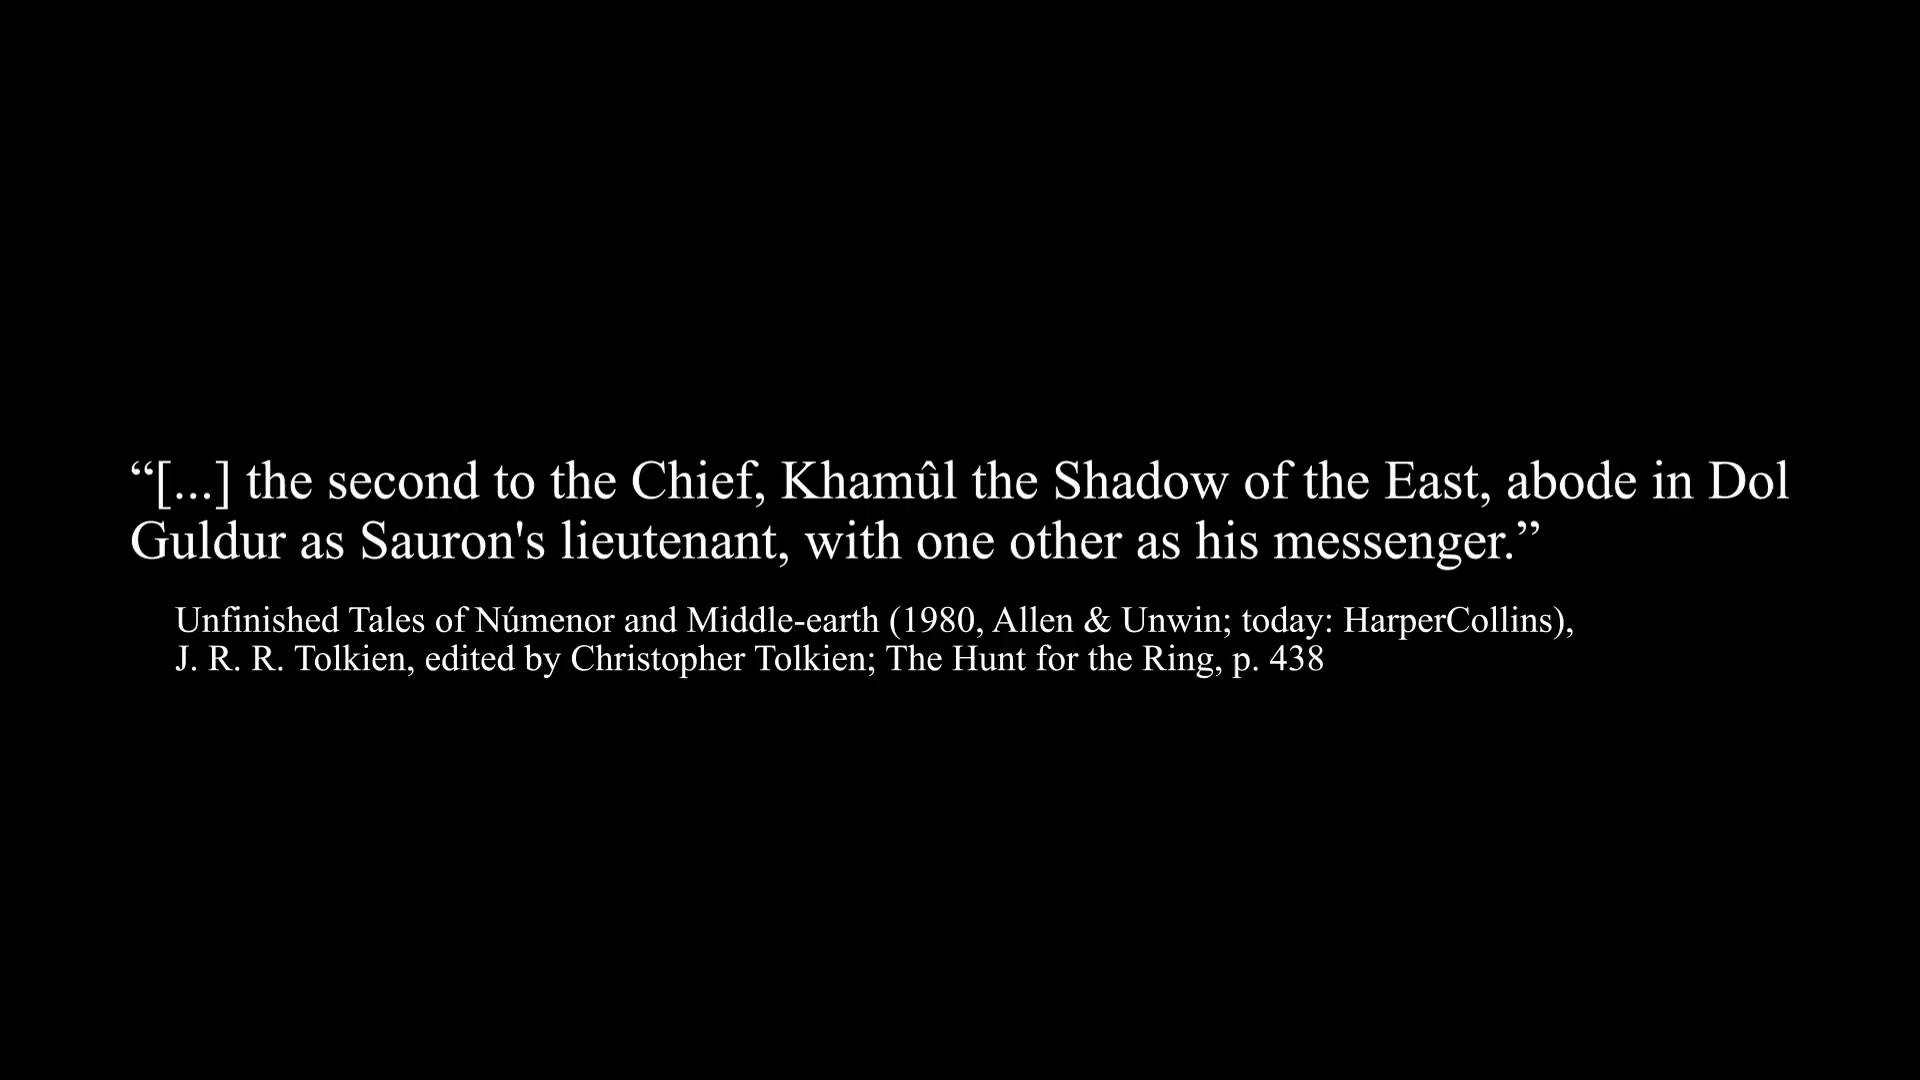 “[...] the second to the Chief, Khamûl the Shadow of the East, abode in Dol
Guldur as Sauron's lieutenant, with one other as his messenger.”
Unfinished Tales of Númenor and Middle-earth (1980, Allen & Unwin; today: HarperCollins),
J. R. R. Tolkien, edited by Christopher Tolkien; The Hunt for the Ring, p. 438